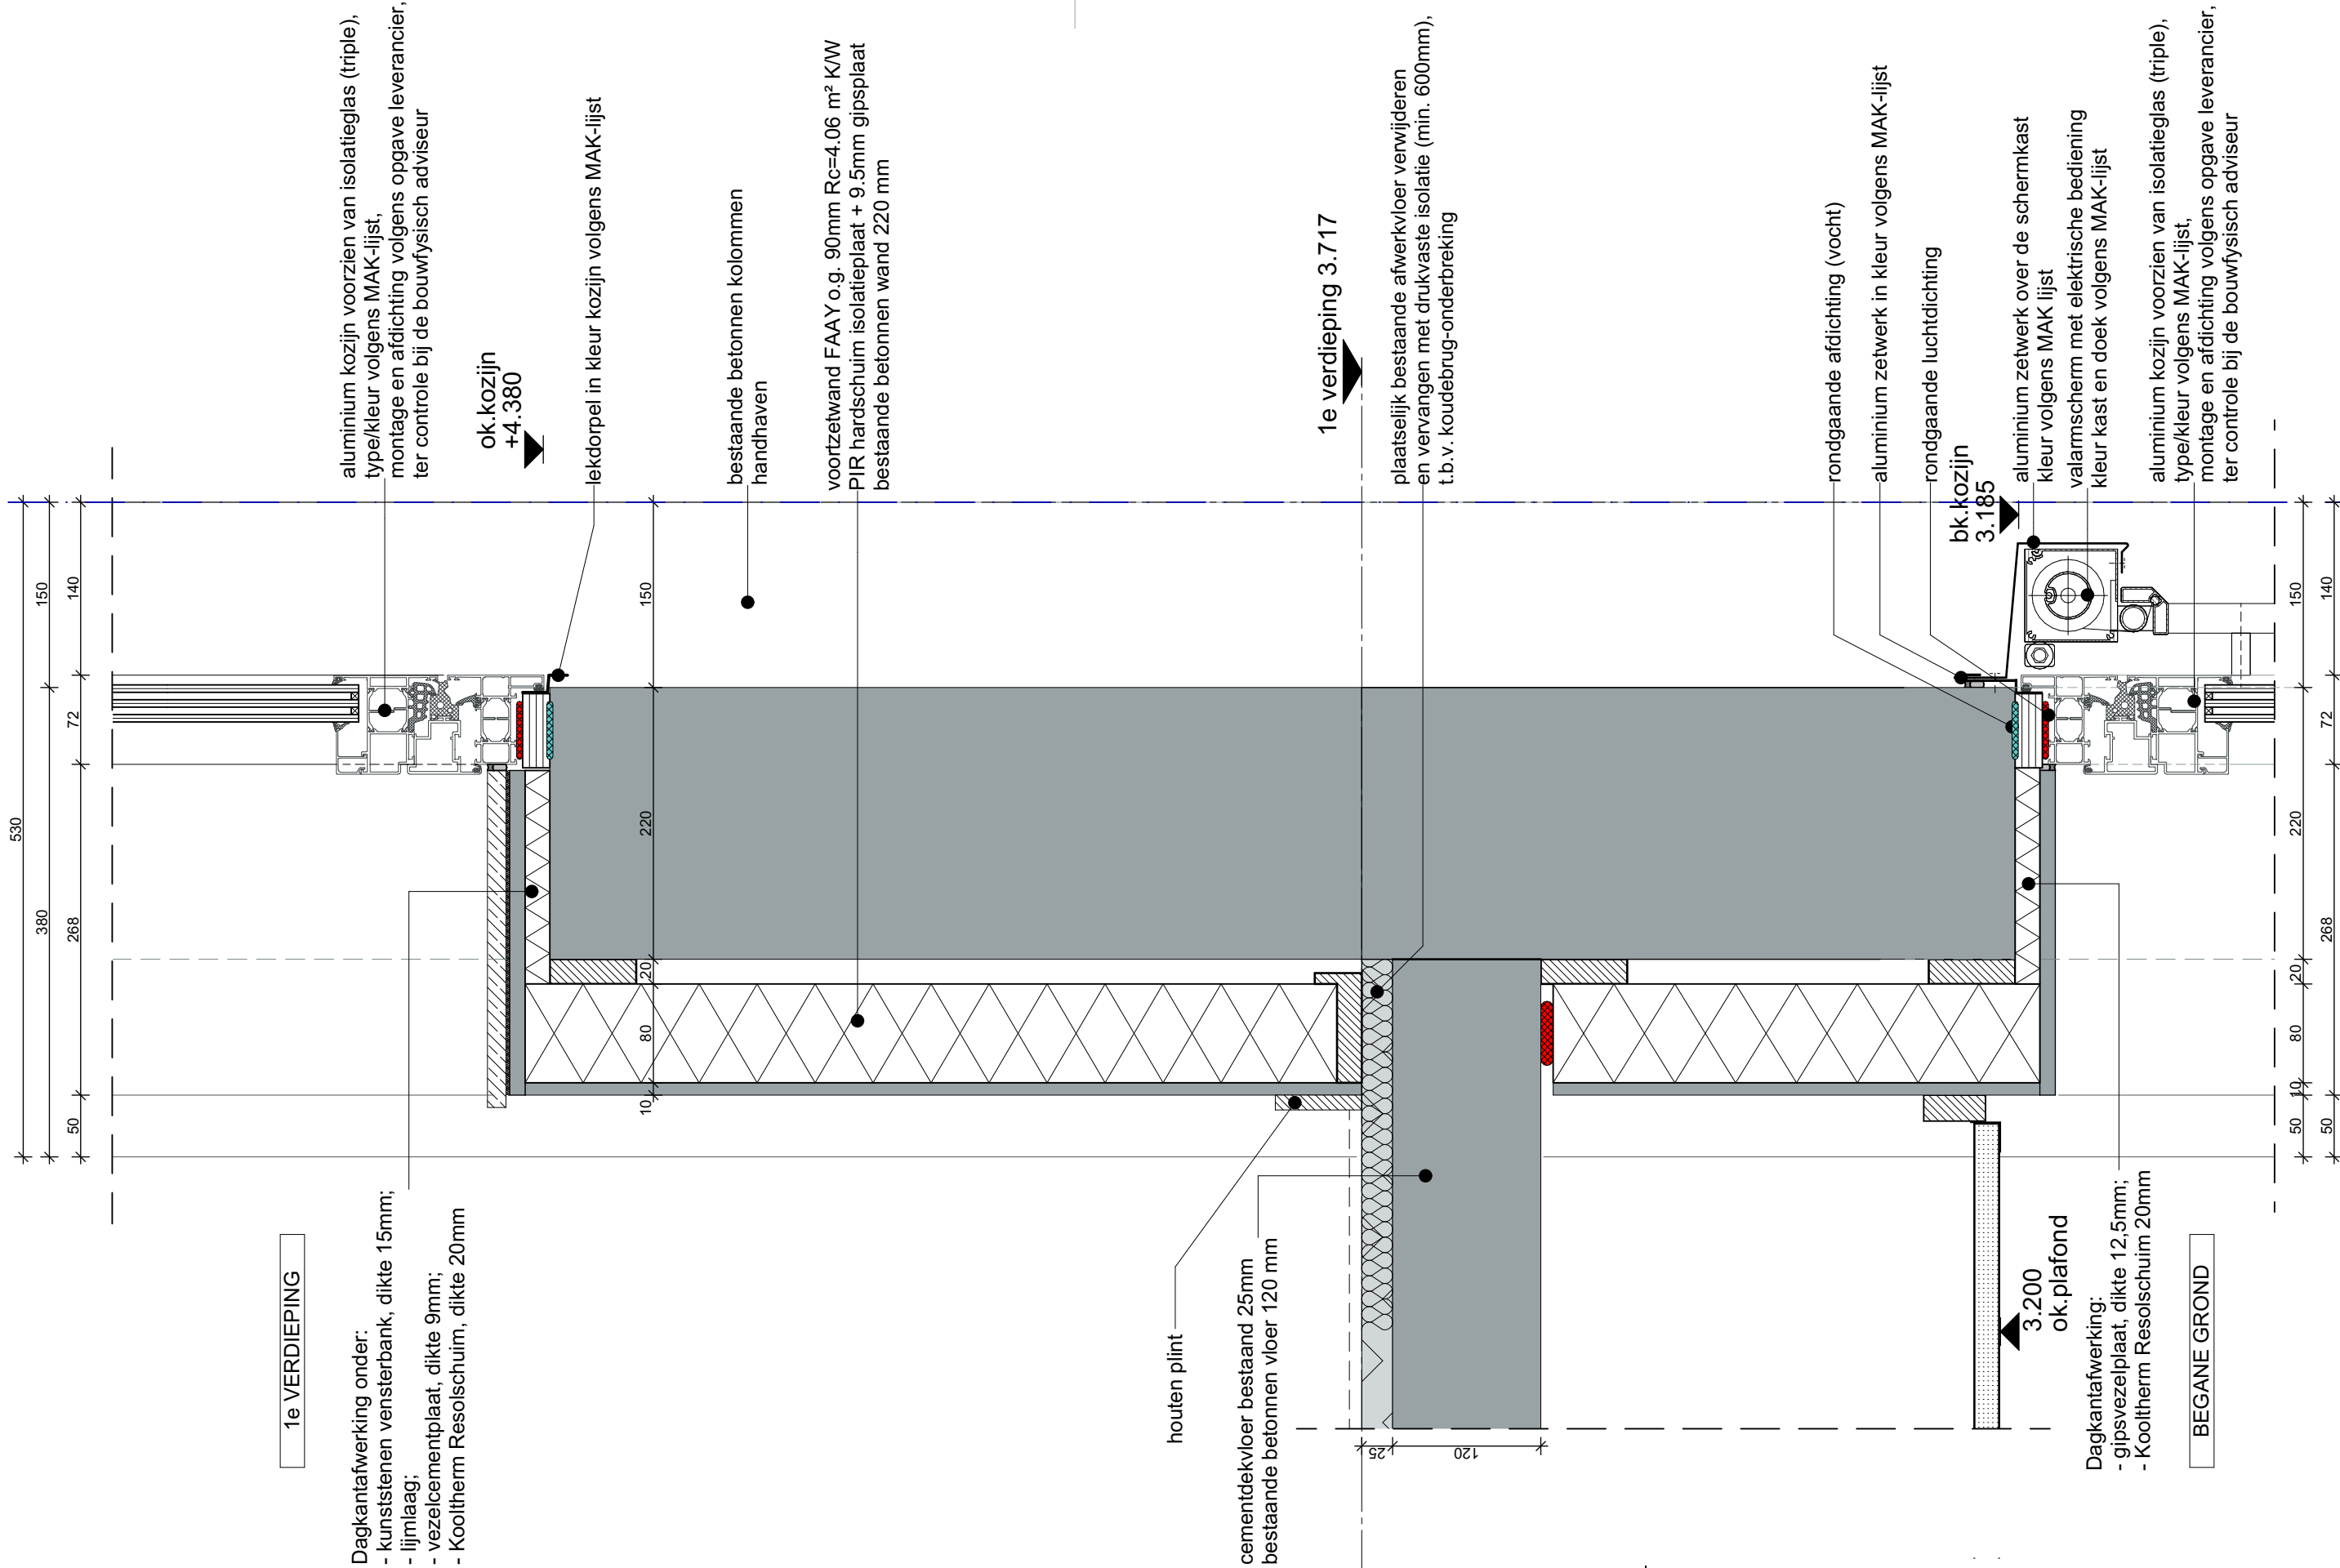 aluminium kozijn voorzien van isolatieglas (triple),
type/kleur volgens MAK-lijst,
montage en afdichting volgens opgave leverancier,
ter controle bij de bouwfysisch adviseur
ok.kozijn
+4.380
lekdorpel in kleur kozijn volgens MAK-lijst
bestaande betonnen kolommen
handhaven
voortzetwand FAAY o.g. 90mm Rc=4.06 m² K/W
PIR hardschuim isolatieplaat + 9.5mm gipsplaat
bestaande betonnen wand 220 mm
1e verdieping 3.717
plaatselijk bestaande afwerkvloer verwijderen
en vervangen met drukvaste isolatie (min. 600mm),
t.b.v. koudebrug-onderbreking
rondgaande afdichting (vocht)
aluminium zetwerk in kleur volgens MAK-lijst
rondgaande luchtdichting
bk.kozijn
3.185
aluminium zetwerk over de schermkast
kleur volgens MAK lijst
valarmscherm met elektrische bediening
kleur kast en doek volgens MAK-lijst
aluminium kozijn voorzien van isolatieglas (triple),
type/kleur volgens MAK-lijst,
montage en afdichting volgens opgave leverancier,
ter controle bij de bouwfysisch adviseur
530
150
380
140
72
268
50
150
220
20
80
10
25
120
150
220
20
80
10
50
140
72
268
50
1e VERDIEPING
Dagkantafwerking onder:
- kunststenen vensterbank, dikte 15mm;
- lijmlaag;
- vezelcementplaat, dikte 9mm;
- Kooltherm Resolschuim, dikte 20mm
houten plint
cementdekvloer bestaand 25mm
bestaande betonnen vloer 120 mm
3.200
ok.plafond
Dagkantafwerking:
- gipsvezelplaat, dikte 12,5mm;
- Kooltherm Resolschuim 20mm
BEGANE GROND